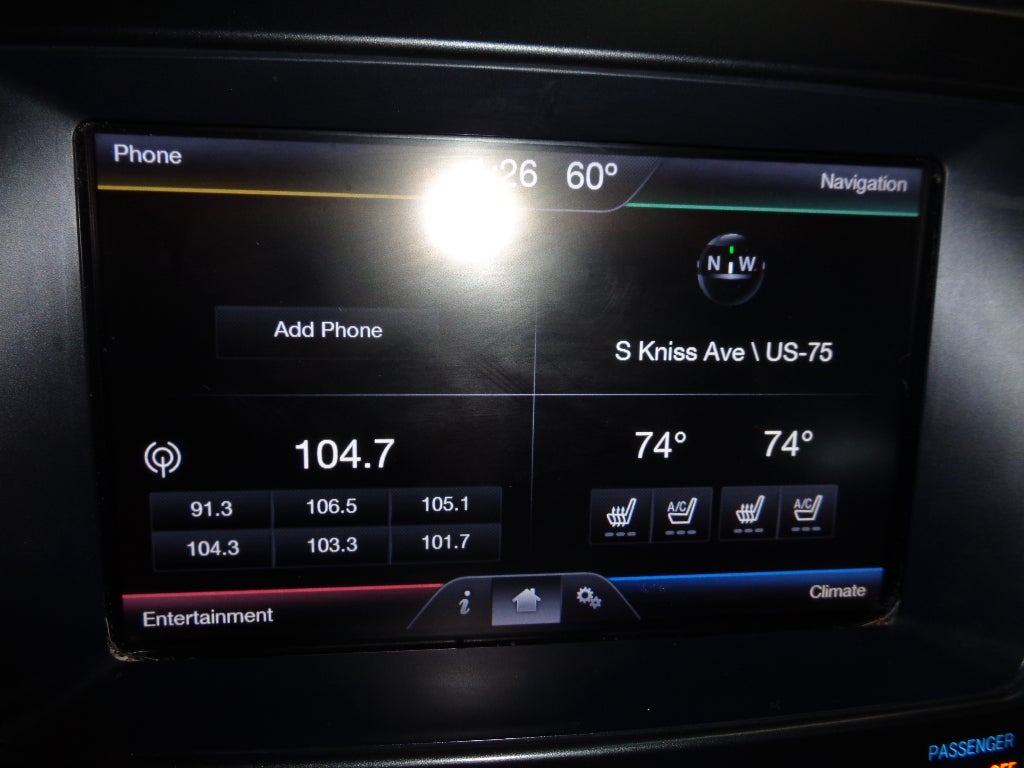 Phone
:26 60°
Navigation
N W
Add Phone
S Kniss Ave \ US-75
104.7
74° 74°
91.3 106.5 105.1
A/C A/C
104.3 103.3 101.7
i
Entertainment
Climate
PASSENGER
OFF